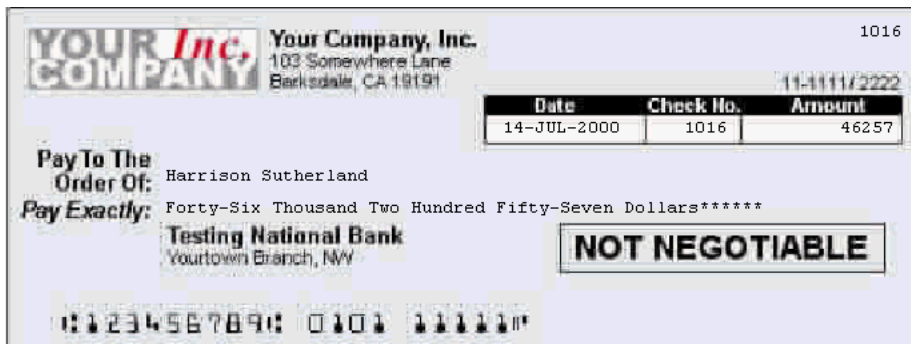 YOUR Inc.
COMPANY
Your Company, Inc.
103 Somewhere Lane
Barksdale, CA 19191
1016
11-1111/2222
Date Check No. Amount
14-JUL-2000 1016 46257
Pay To The
Order Of: Harrison Sutherland
Pay Exactly: Forty-Six Thousand Two Hundred Fifty-Seven Dollars******
Testing National Bank
Yourtown Branch, NW
NOT NEGOTIABLE
⑆123456789⑆ 0101 11111⑈